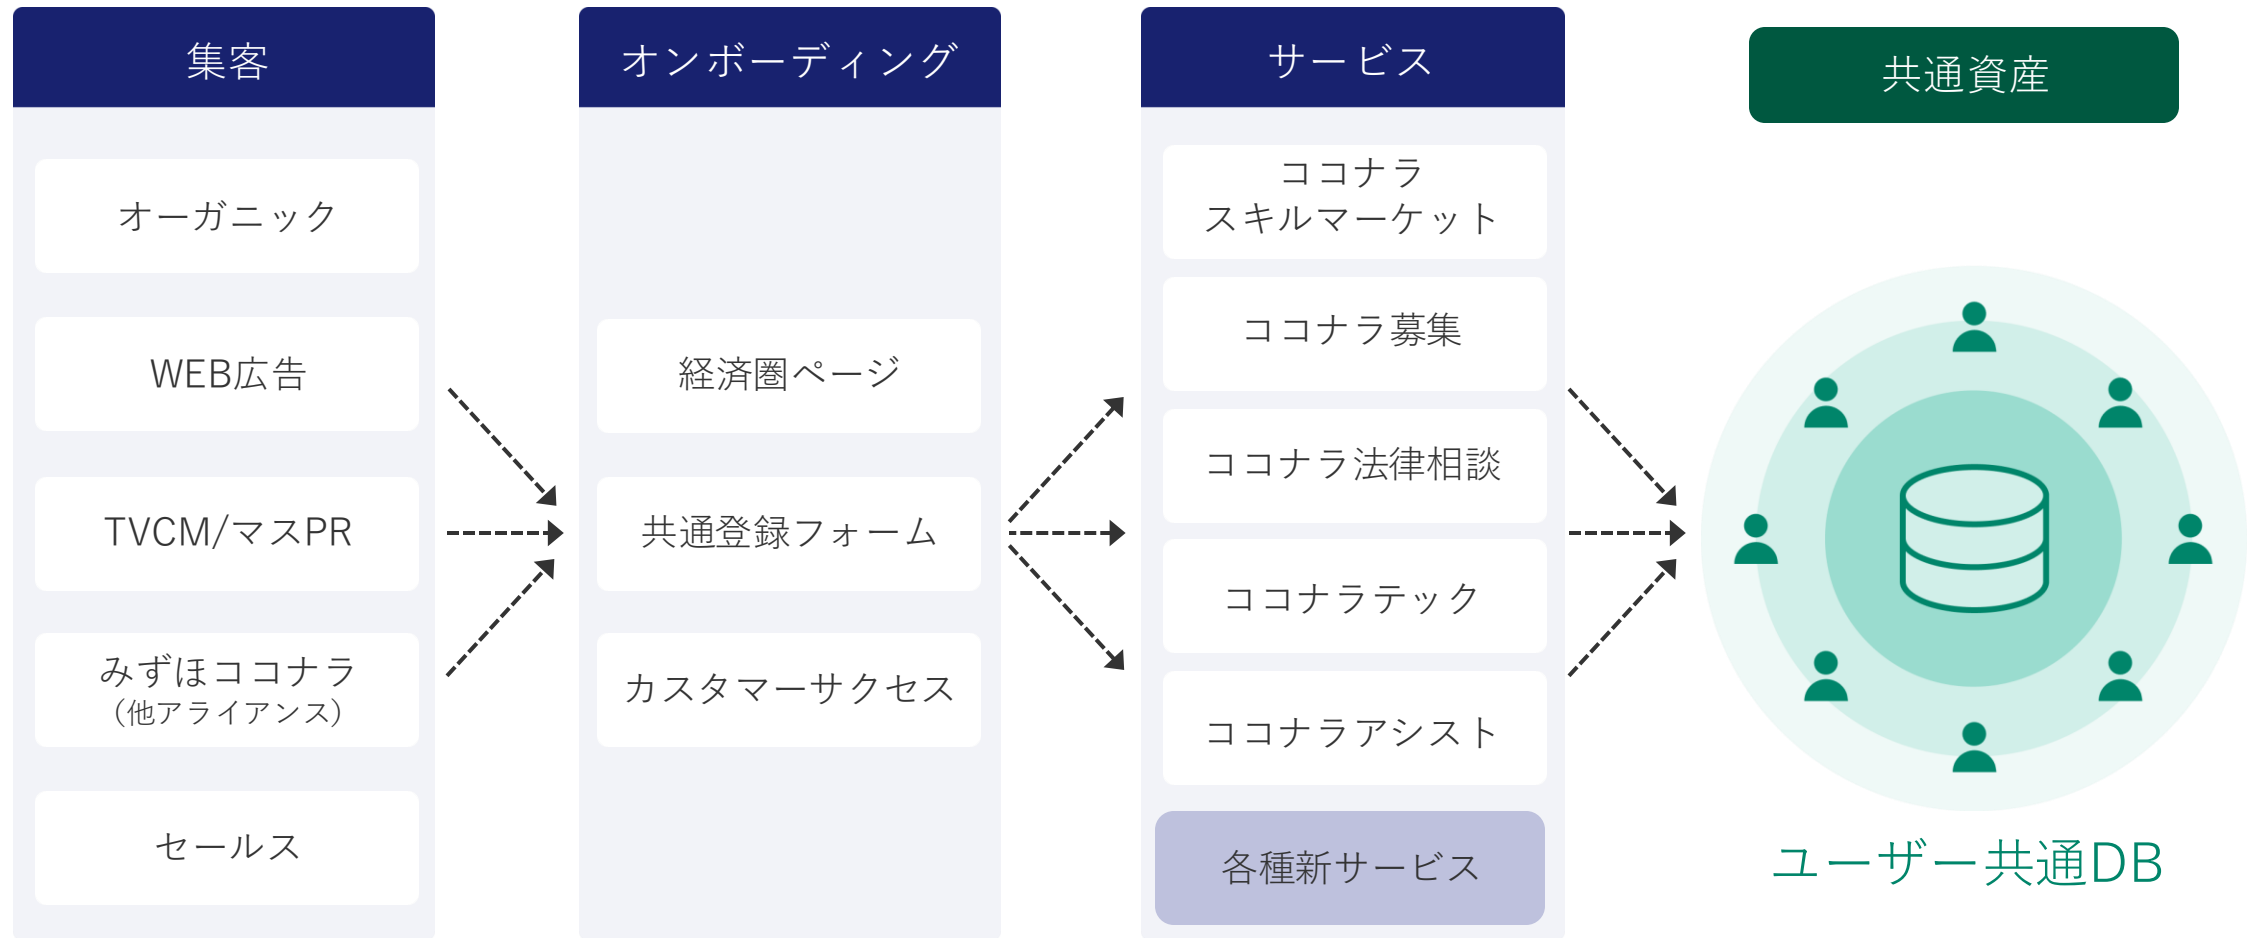 集客
オーガニック
WEB広告
TVCM/マスPR
みずほココナラ
（他アライアンス）
セールス
オンボーディング
経済圏ページ
共通登録フォーム
カスタマーサクセス
サービス
ココナラ
スキルマーケット
ココナラ募集
ココナラ法律相談
ココナラテック
ココナラアシスト
各種新サービス
共通資産
ユーザー共通DB